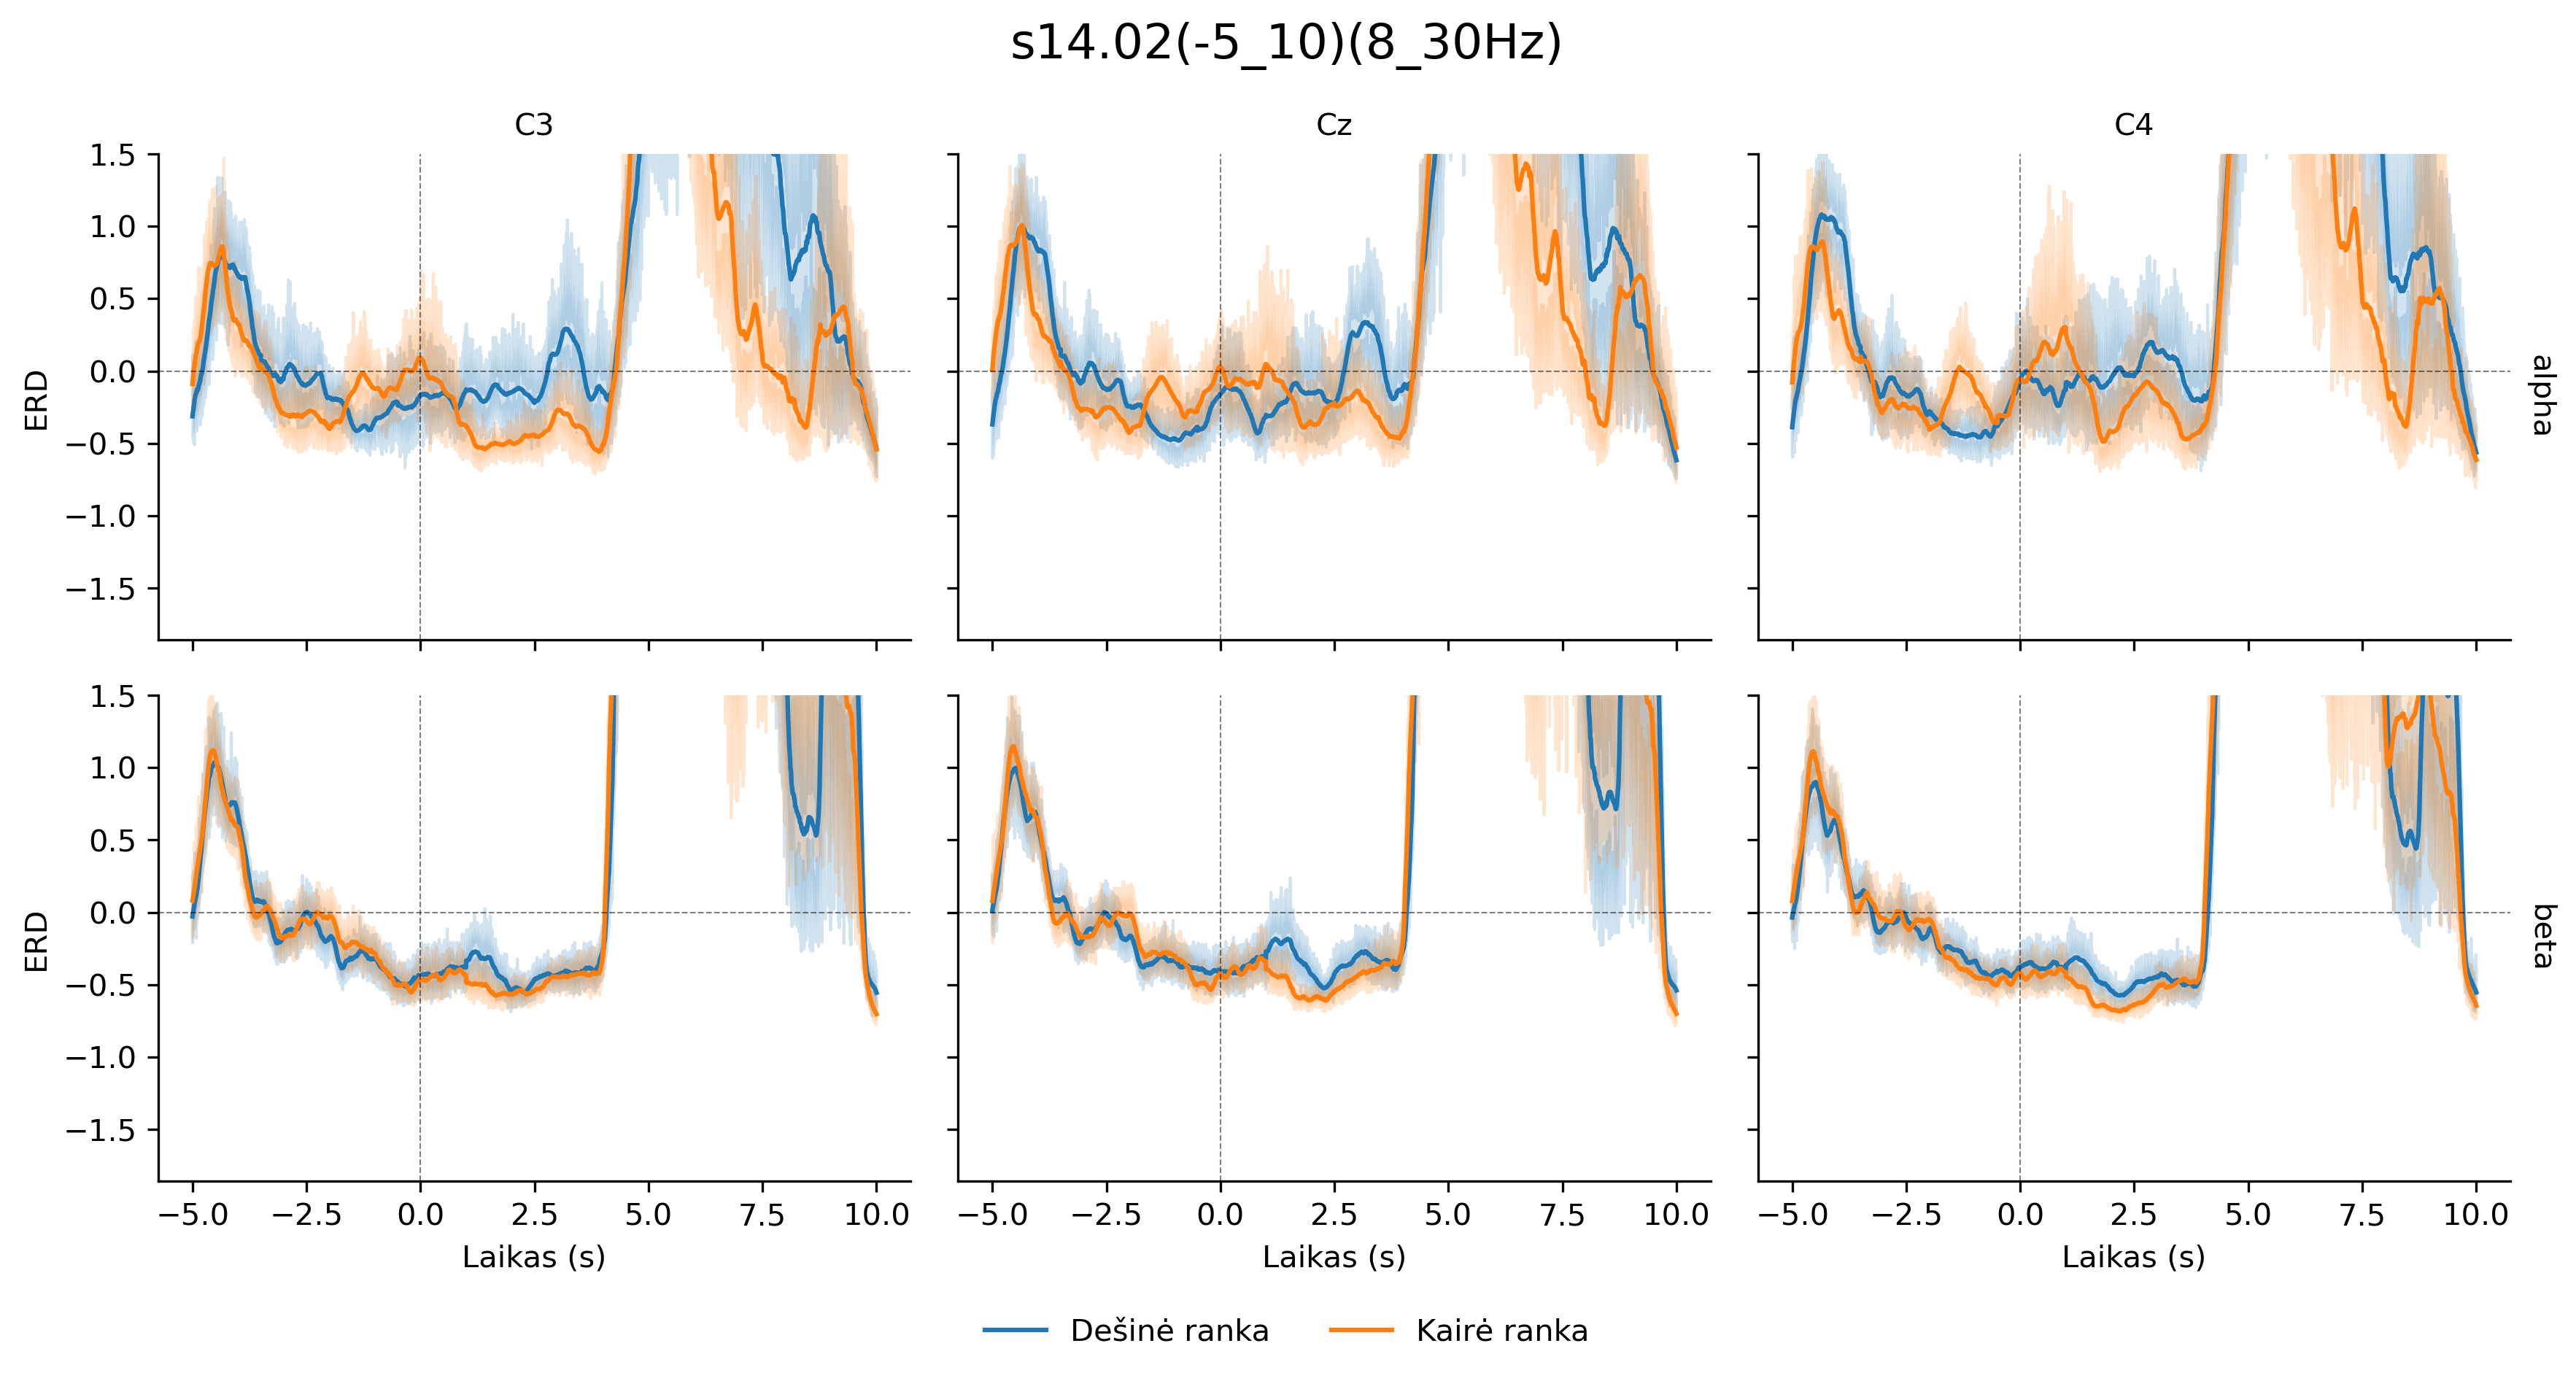 s14.02(-5_10)(8_30Hz)
C3 Cz C4
1.5
1.0
0.5
0.0
−0.5
−1.0
−1.5
ERD
alpha
1.5
1.0
0.5
0.0
−0.5
−1.0
−1.5
ERD
beta
−5.0 −2.5 0.0 2.5 5.0 7.5 10.0 −5.0 −2.5 0.0 2.5 5.0 7.5 10.0 −5.0 −2.5 0.0 2.5 5.0 7.5 10.0
Laikas (s) Laikas (s) Laikas (s)
Dešinė ranka Kairė ranka